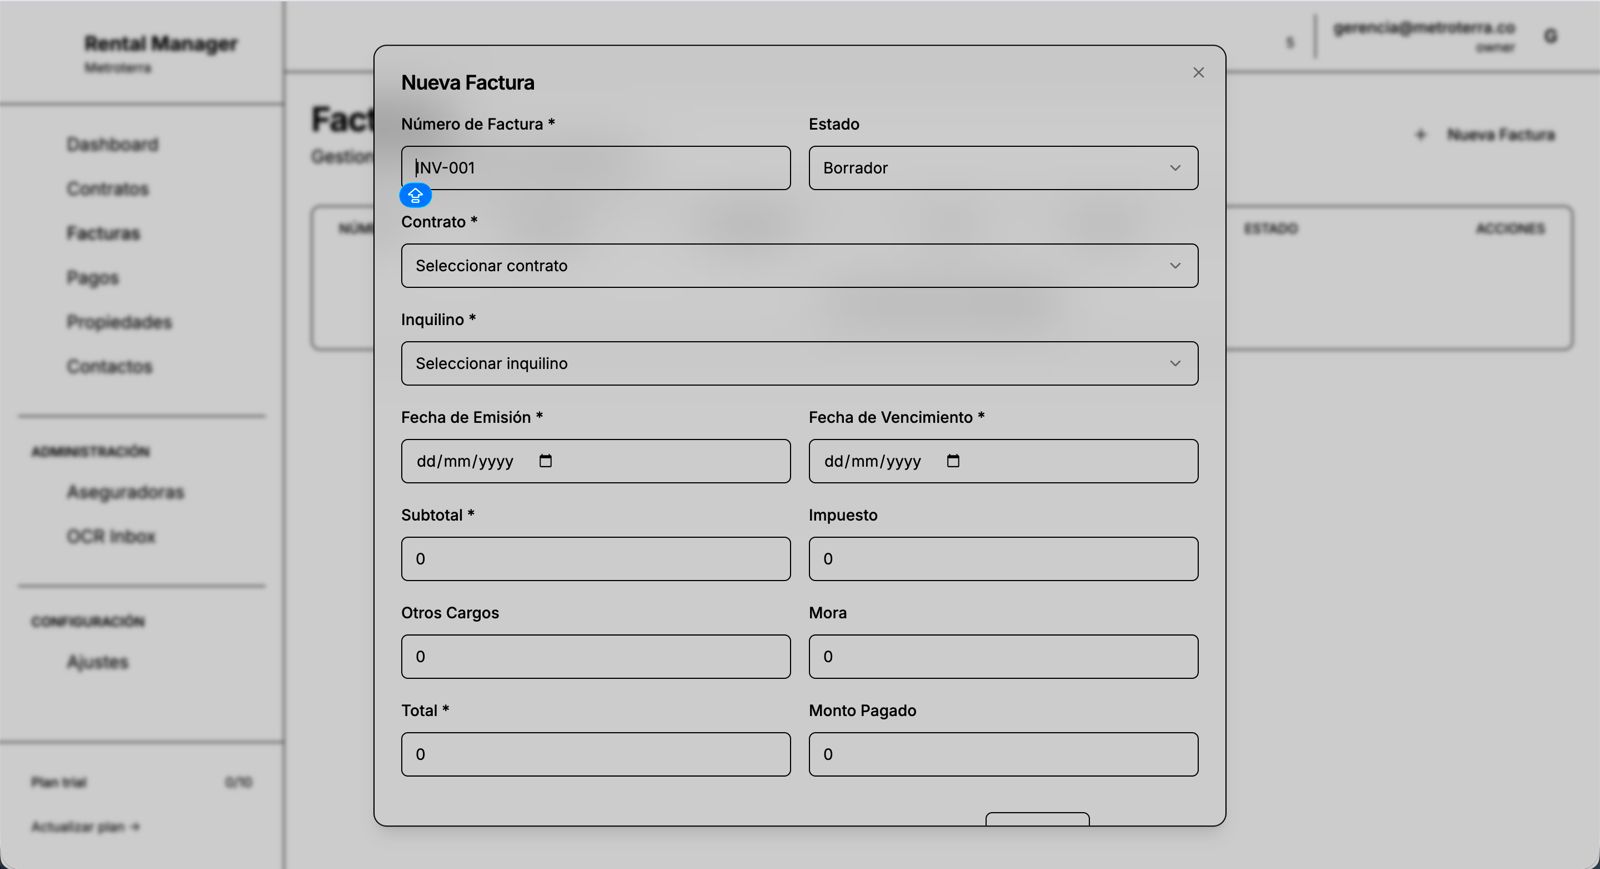 Rental Manager
Metroterra
5
gerencia@metroterra.co
owner
G
Dashboard
Contratos
Facturas
Pagos
Propiedades
Contactos
ADMINISTRACIÓN
Aseguradoras
OCR Inbox
CONFIGURACIÓN
Ajustes
Plan trial 0/10
Actualizar plan →
Fact
+ Nueva Factura
Gestion
NÚM
ESTADO
ACCIONES
Nueva Factura
Número de Factura *
Estado
INV-001
Borrador
Contrato *
Seleccionar contrato
Inquilino *
Seleccionar inquilino
Fecha de Emisión *
Fecha de Vencimiento *
dd/mm/yyyy
dd/mm/yyyy
Subtotal *
Impuesto
0
0
Otros Cargos
Mora
0
0
Total *
Monto Pagado
0
0